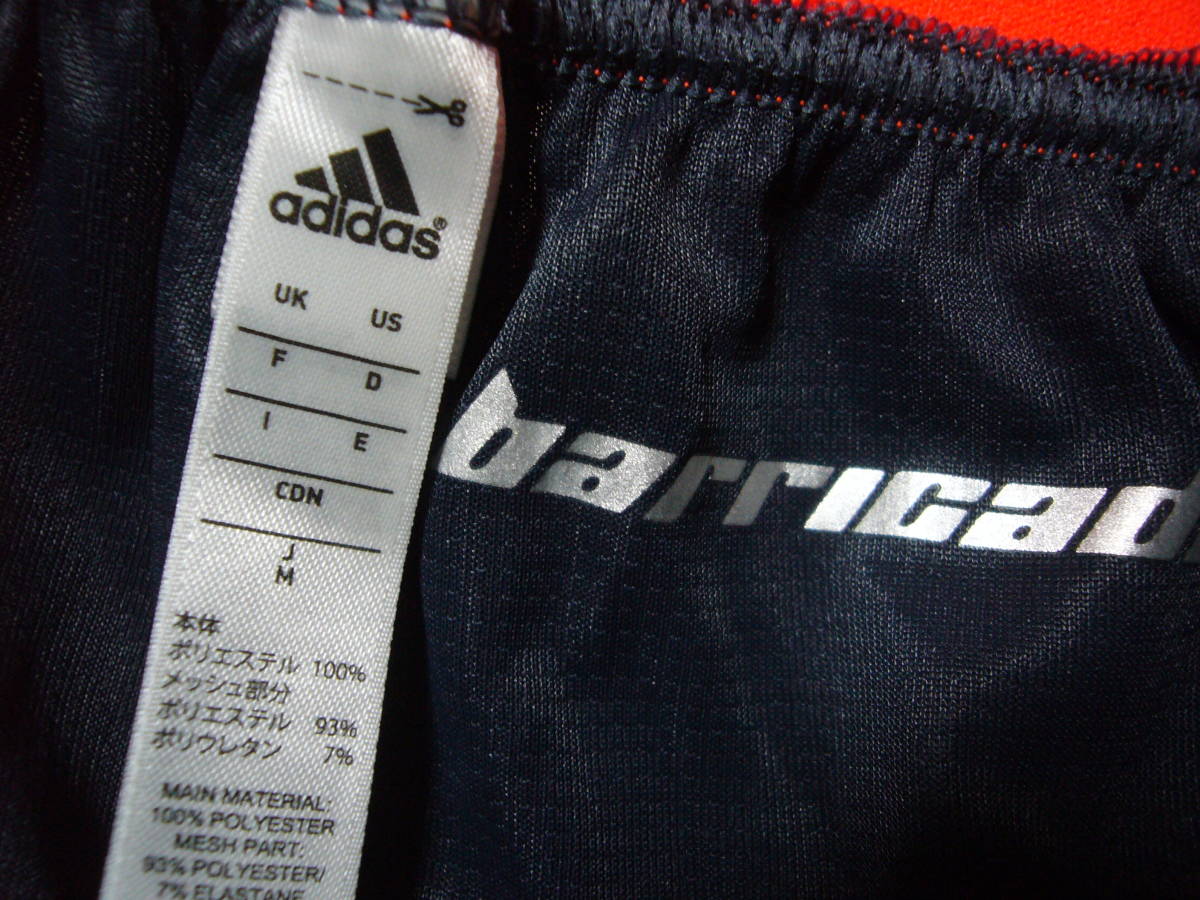 adidas®
UK US
F D
I E
CDN
J
M
本体
ポリエステル 100%
メッシュ部分
ポリエステル 93%
ポリウレタン 7%
MAIN MATERIAL:
100% POLYESTER
MESH PART:
93% POLYESTER/
7% ELASTANE
barricad